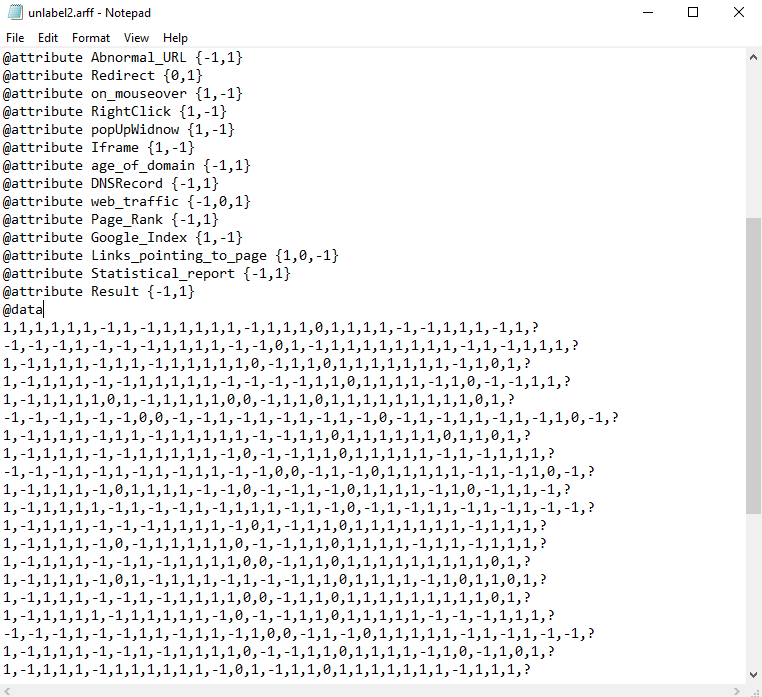 unlabel2.arff - Notepad
File Edit Format View Help
@attribute Abnormal_URL {-1,1}
@attribute Redirect {0,1}
@attribute on_mouseover {1,-1}
@attribute RightClick {1,-1}
@attribute popUpWidnow {1,-1}
@attribute Iframe {1,-1}
@attribute age_of_domain {-1,1}
@attribute DNSRecord {-1,1}
@attribute web_traffic {-1,0,1}
@attribute Page_Rank {-1,1}
@attribute Google_Index {1,-1}
@attribute Links_pointing_to_page {1,0,-1}
@attribute Statistical_report {-1,1}
@attribute Result {-1,1}
@data
1,1,1,1,1,1,-1,1,-1,1,1,1,1,1,-1,1,1,1,0,1,1,1,1,-1,-1,1,1,1,-1,1,?
-1,-1,-1,1,-1,-1,1,1,1,1,1,-1,-1,0,1,-1,1,1,1,1,1,1,1,1,-1,1,-1,1,1,1,?
1,-1,1,1,1,-1,1,1,-1,1,1,1,1,1,0,-1,1,1,0,1,1,1,1,1,1,1,-1,1,0,1,?
1,-1,1,1,1,1,-1,-1,1,1,1,1,1,-1,-1,-1,-1,1,1,0,1,1,1,1,-1,1,0,-1,-1,1,1,?
1,-1,1,1,1,1,0,1,-1,1,1,1,1,0,0,-1,1,1,0,1,1,1,1,1,1,1,1,1,0,1,?
-1,-1,-1,1,-1,-1,0,0,-1,-1,1,-1,1,-1,1,-1,1,-1,0,-1,1,-1,1,1,-1,1,-1,1,0,-1,?
1,-1,1,1,1,1,-1,1,-1,1,1,1,1,1,-1,-1,1,1,0,1,1,1,1,1,1,0,1,1,0,1,?
1,-1,1,1,1,-1,1,1,1,1,1,1,-1,0,-1,-1,1,1,0,1,1,1,1,1,-1,1,-1,1,1,1,?
-1,-1,-1,1,-1,1,-1,1,-1,1,1,-1,-1,0,0,-1,1,-1,0,1,1,1,1,1,-1,1,-1,1,0,-1,?
1,-1,1,1,1,-1,0,1,1,1,1,-1,-1,0,-1,-1,1,-1,0,1,1,1,1,-1,1,0,-1,1,1,-1,?
1,-1,1,1,1,1,-1,-1,1,-1,1,1,1,-1,1,-1,1,-1,0,-1,1,1,-1,1,-1,1,-1,1,-1,-1,?
1,-1,1,1,1,1,-1,-1,-1,1,1,1,1,-1,0,1,-1,1,1,0,1,1,1,1,1,1,-1,1,1,1,?
1,-1,1,1,1,-1,0,-1,1,1,1,1,1,0,-1,-1,1,1,0,1,1,1,1,-1,1,1,-1,1,1,1,?
1,-1,1,1,1,1,-1,1,-1,1,1,1,1,0,0,-1,1,1,0,1,1,1,1,1,1,1,1,1,0,1,?
1,-1,1,1,1,-1,0,1,-1,1,1,1,-1,1,1,-1,-1,1,1,0,1,1,1,1,-1,1,0,1,1,0,1,?
1,-1,1,1,1,1,-1,1,-1,1,1,1,1,0,0,-1,1,1,0,1,1,1,1,1,1,1,1,1,0,1,?
1,-1,1,1,1,1,-1,1,1,1,1,1,-1,0,-1,-1,1,1,0,1,1,1,1,1,-1,-1,-1,1,1,1,?
-1,-1,-1,1,-1,1,-1,1,1,1,1,-1,1,0,0,-1,1,-1,0,1,1,1,1,1,-1,1,-1,1,-1,-1,?
1,-1,1,1,1,-1,-1,-1,1,1,1,1,1,0,-1,-1,1,1,0,1,1,1,1,-1,1,0,-1,1,0,1,?
1,-1,1,1,1,-1,1,1,1,1,1,1,-1,0,1,-1,1,1,0,1,1,1,1,1,1,1,-1,1,1,1,?